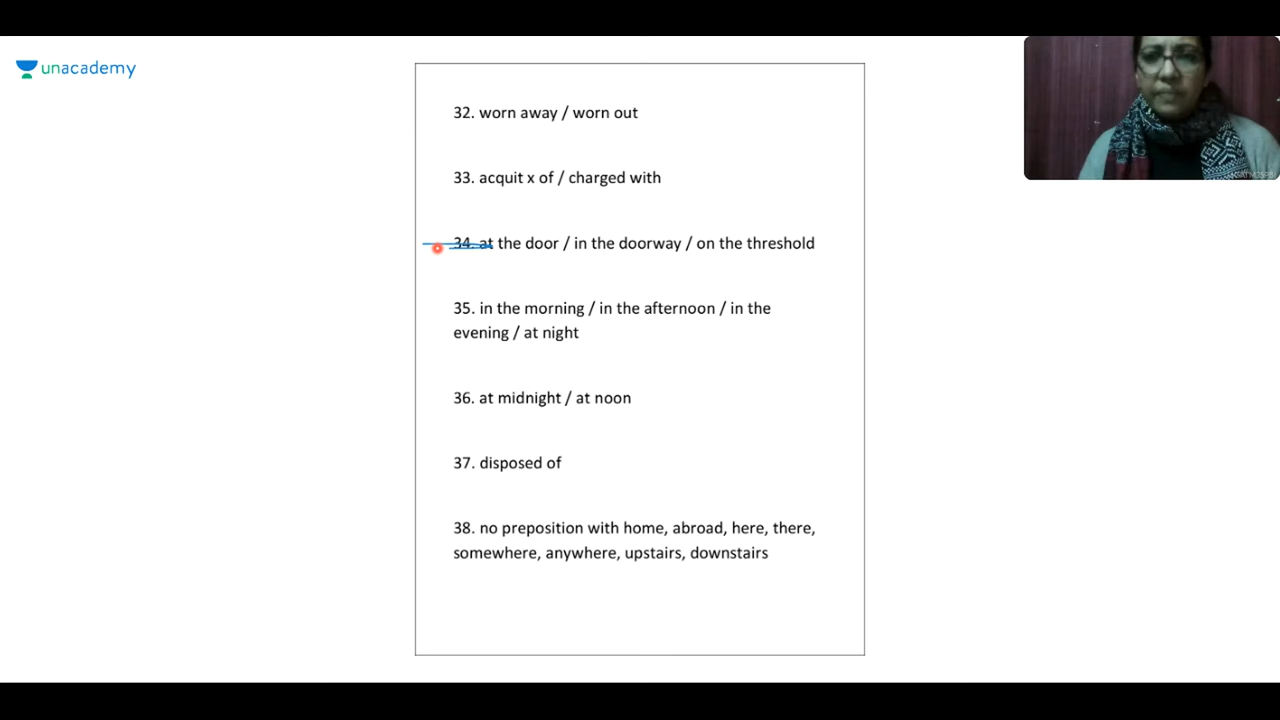 unacademy
32. worn away / worn out
33. acquit x of / charged with
34. at the door / in the doorway / on the threshold
35. in the morning / in the afternoon / in the
evening / at night
36. at midnight / at noon
37. disposed of
38. no preposition with home, abroad, here, there,
somewhere, anywhere, upstairs, downstairs